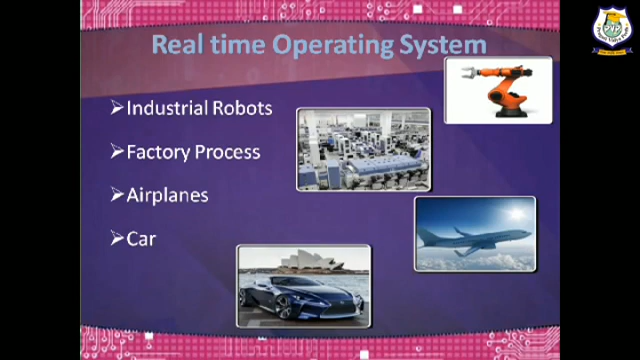 Real time Operating System
➢Industrial Robots
➢Factory Process
➢Airplanes
➢Car